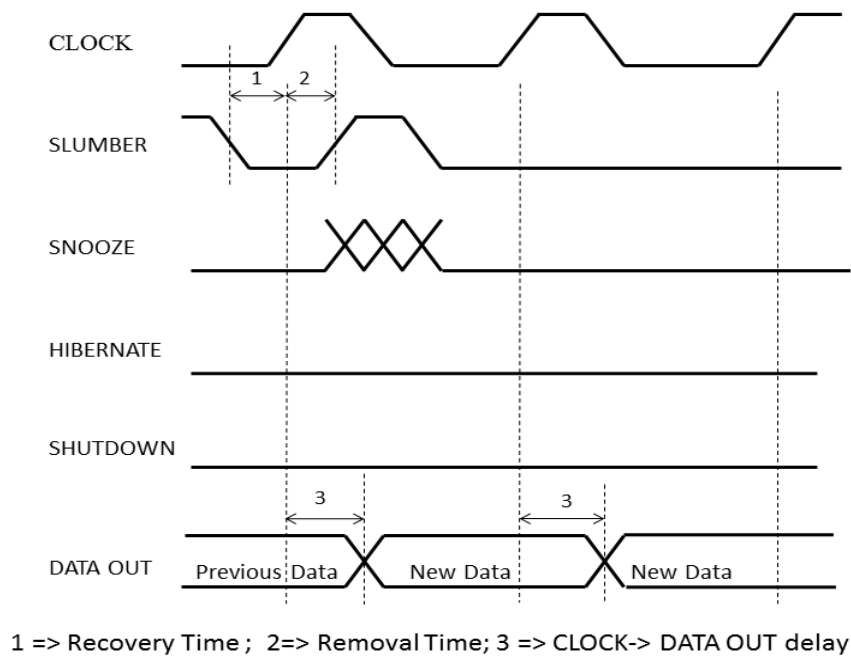 CLOCK
1 2
SLUMBER
SNOOZE
HIBERNATE
SHUTDOWN
3 3
DATA OUT Previous Data New Data New Data
1 => Recovery Time ; 2=> Removal Time; 3 => CLOCK-> DATA OUT delay